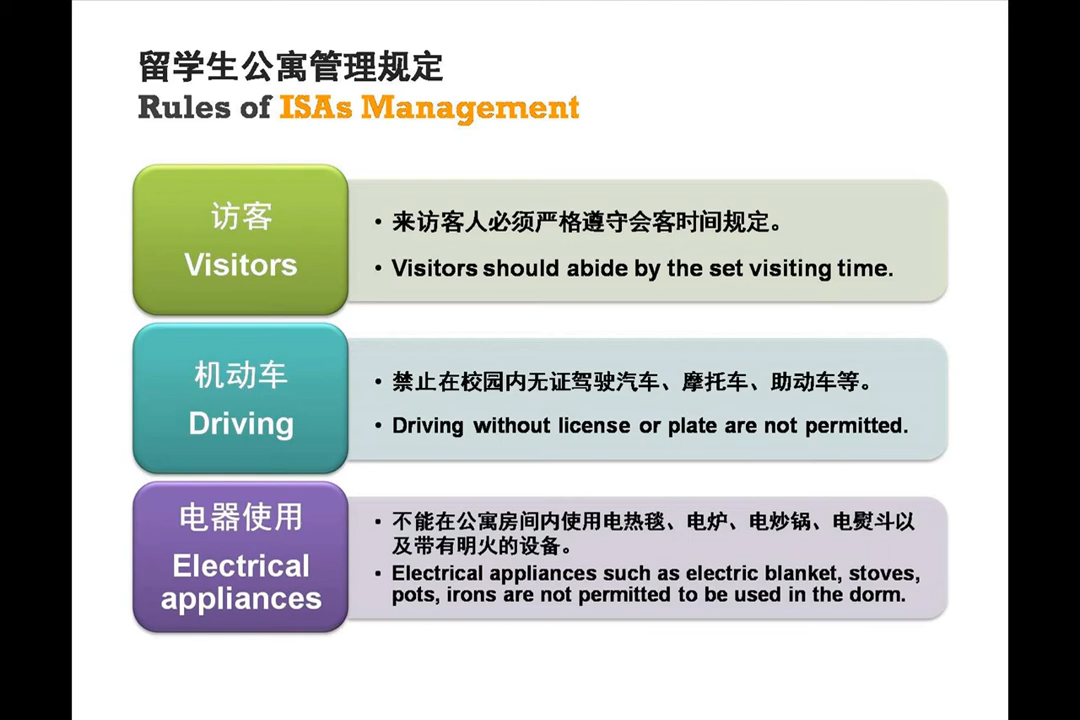 留学生公寓管理规定
Rules of ISAs Management
访客
Visitors
• 来访客人必须严格遵守会客时间规定。
• Visitors should abide by the set visiting time.
机动车
Driving
• 禁止在校园内无证驾驶汽车、摩托车、助动车等。
• Driving without license or plate are not permitted.
电器使用
Electrical
appliances
• 不能在公寓房间内使用电热毯、电炉、电炒锅、电熨斗以
及带有明火的设备。
• Electrical appliances such as electric blanket, stoves,
pots, irons are not permitted to be used in the dorm.